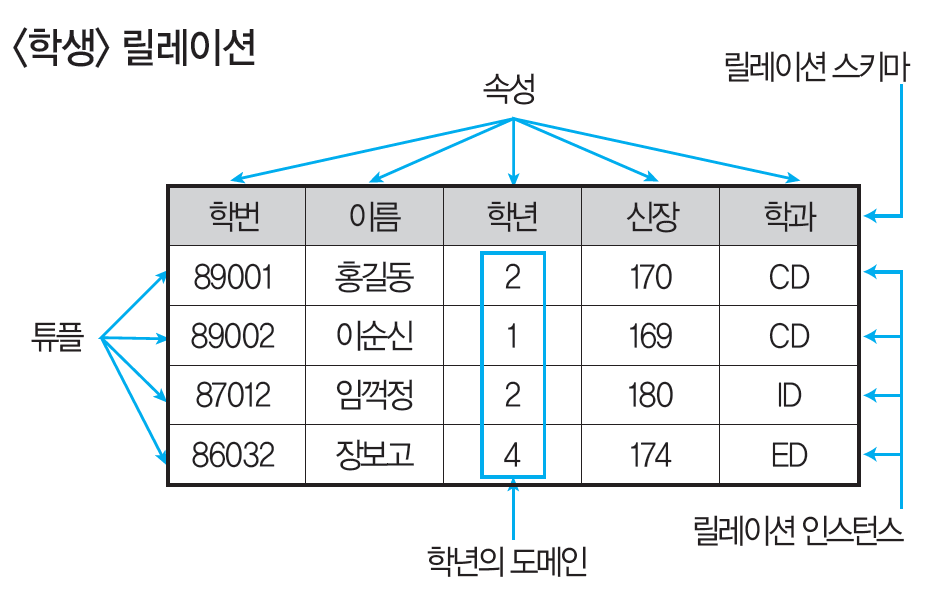 〈학생〉 릴레이션
릴레이션 스키마
속성
학번 이름 학년 신장 학과
89001 홍길동 2 170 CD
89002 이순신 1 169 CD
튜플
87012 임꺽정 2 180 ID
86032 장보고 4 174 ED
릴레이션 인스턴스
학년의 도메인